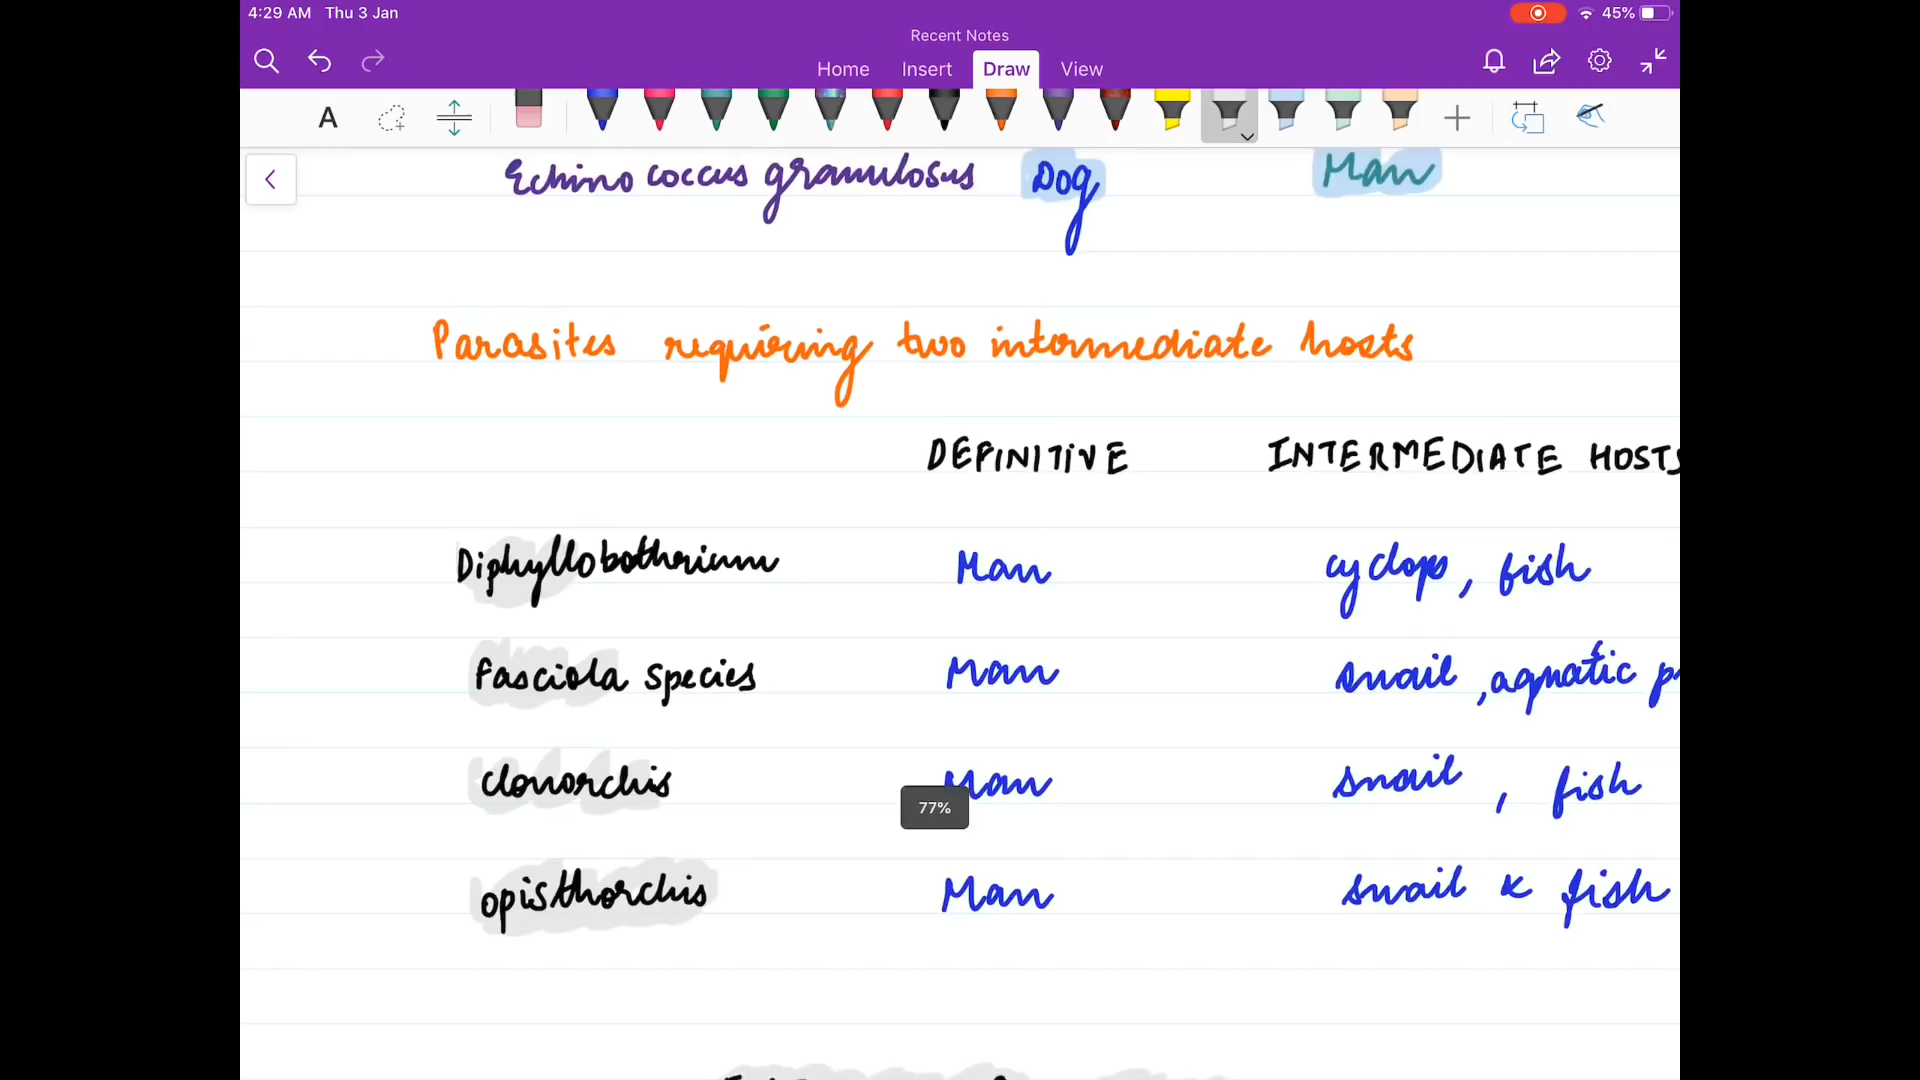 4:29 AM Thu 3 Jan 45%
Recent Notes
Home Insert Draw View
A
Echinococcus granulosus Dog Man
Parasites requiring two intermediate hosts
DEFINITIVE INTERMEDIATE HOSTS
Diphyllobothrium Man cyclops, fish
Fasciola species Man snail, aquatic
Clonorchis Man snail, fish
77%
opisthorchis Man snail & fish